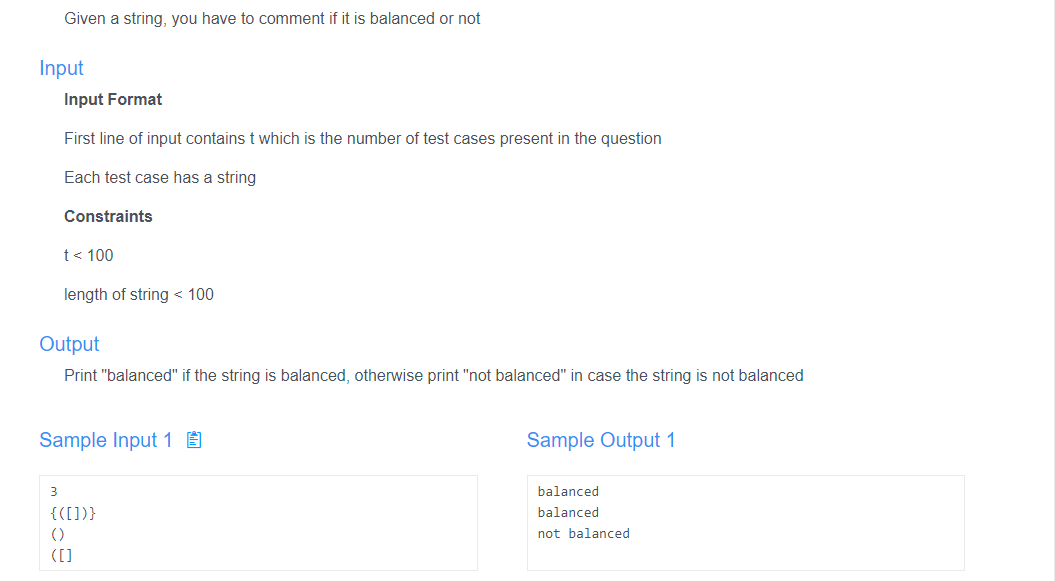 Given a string, you have to comment if it is balanced or not
Input
Input Format
First line of input contains t which is the number of test cases present in the question
Each test case has a string
Constraints
t < 100
length of string < 100
Output
Print "balanced" if the string is balanced, otherwise print "not balanced" in case the string is not balanced
Sample Input 1
3
{([])}
()
([]
Sample Output 1
balanced
balanced
not balanced